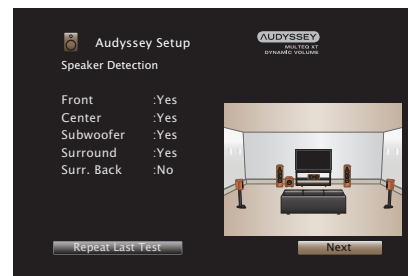 Audyssey Setup
AUDYSSEY
MULTEQ XT
DYNAMIC VOLUME
Speaker Detection
Front :Yes
Center :Yes
Subwoofer :Yes
Surround :Yes
Surr. Back :No
Repeat Last Test
Next